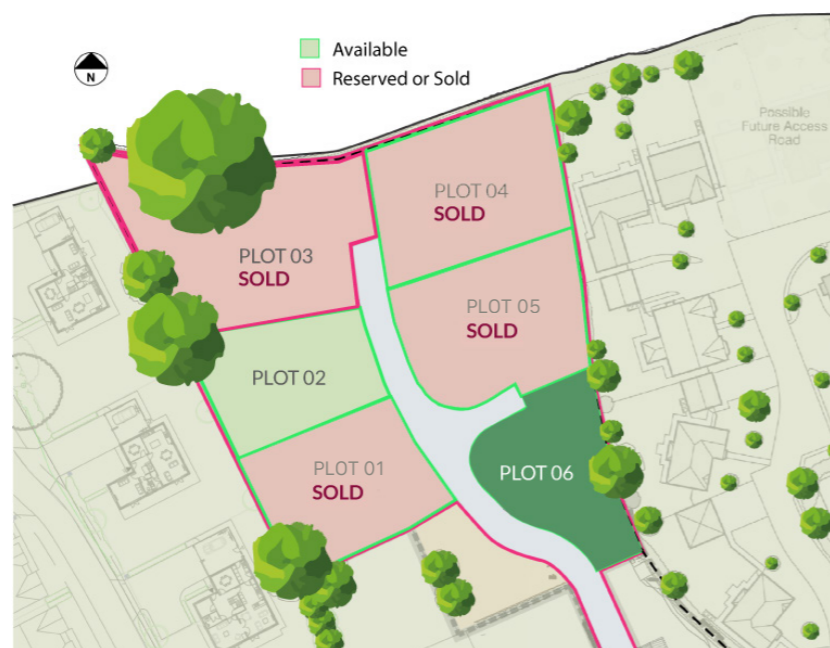 Available
Reserved or Sold
N
Possible
Future Access
Road
PLOT 04
SOLD
PLOT 03
SOLD
PLOT 05
SOLD
PLOT 02
PLOT 01
SOLD
PLOT 06